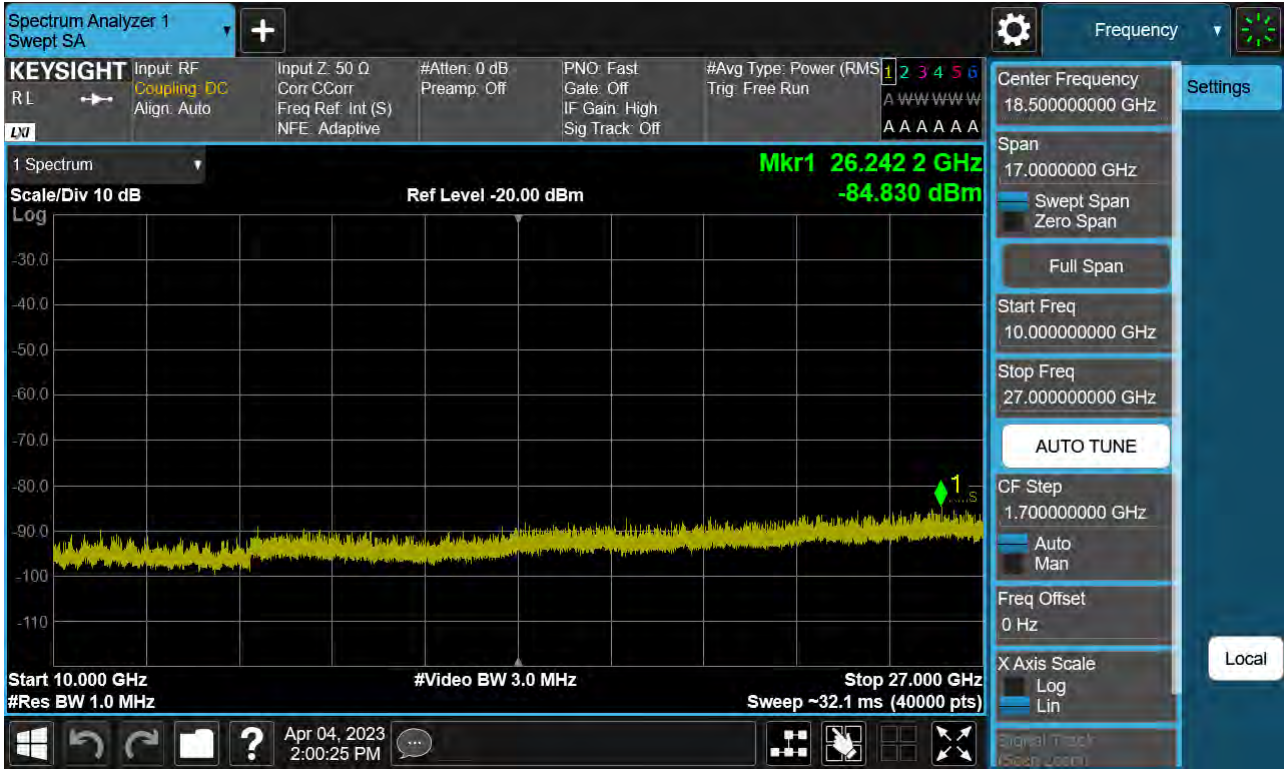 Spectrum Analyzer 1
Swept SA
+
Frequency
KEYSIGHT
RL
LXI
Input: RF
Coupling: DC
Align: Auto
Input Z: 50 Ω
Corr CCorr
Freq Ref: Int (S)
NFE: Adaptive
#Atten: 0 dB
Preamp: Off
PNO: Fast
Gate: Off
IF Gain: High
Sig Track: Off
#Avg Type: Power (RMS
Trig: Free Run
1 2 3 4 5 6
A W W W W W
A A A A A A
1 Spectrum
Mkr1 26.242 2 GHz
Scale/Div 10 dB
Ref Level -20.00 dBm
-84.830 dBm
Log
-30.0
-40.0
-50.0
-60.0
-70.0
-80.0
-90.0
-100
-110
1
S
Start 10.000 GHz
#Video BW 3.0 MHz
Stop 27.000 GHz
#Res BW 1.0 MHz
Sweep ~32.1 ms (40000 pts)
Center Frequency
18.500000000 GHz
Span
17.0000000 GHz
Swept Span
Zero Span
Full Span
Start Freq
10.000000000 GHz
Stop Freq
27.000000000 GHz
AUTO TUNE
CF Step
1.700000000 GHz
Auto
Man
Freq Offset
0 Hz
X Axis Scale
Log
Lin
Signal Track
(Span Zoom)
Settings
Local
?
Apr 04, 2023
2:00:25 PM